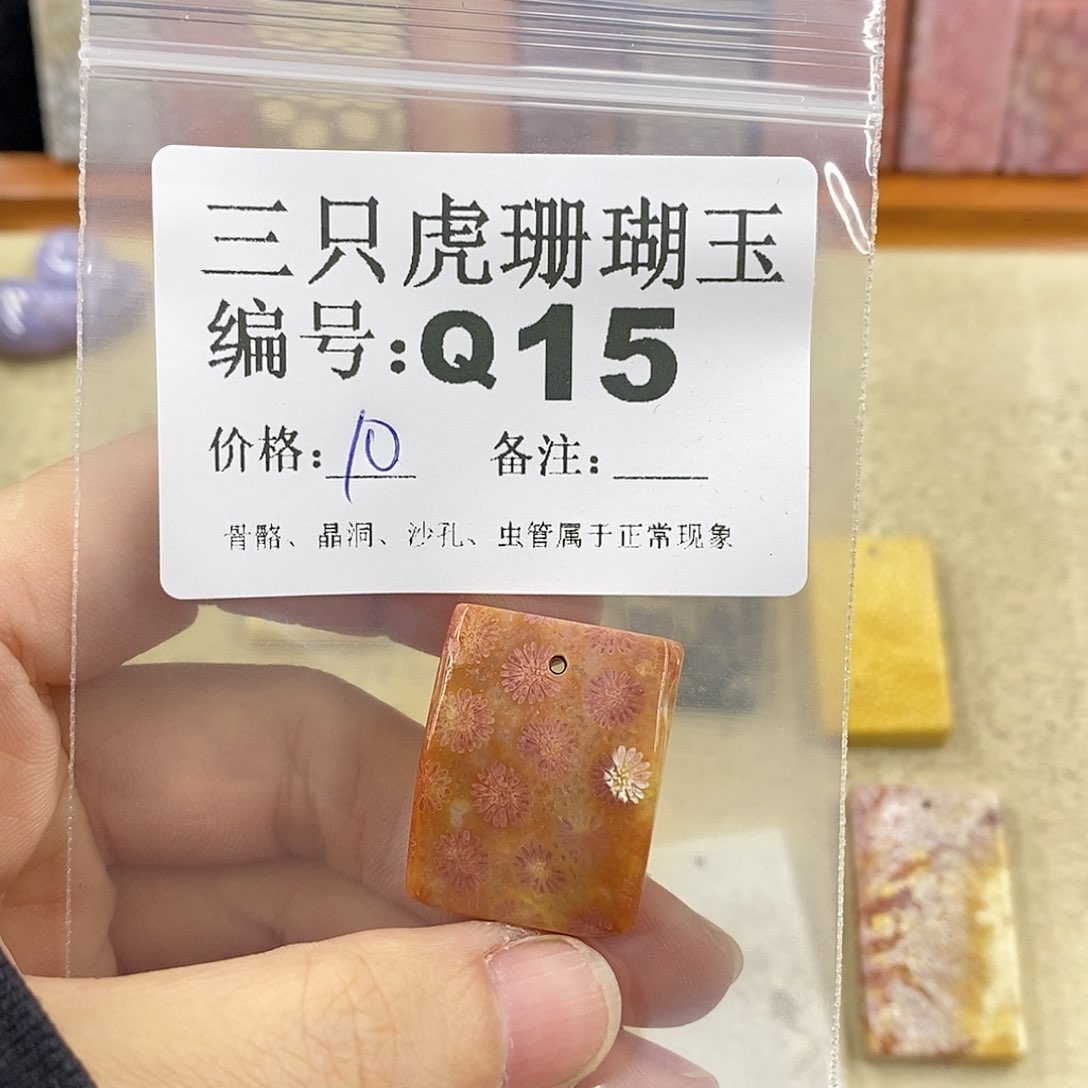 三只虎珊瑚玉
编号:Q15
价格:10 备注:____
骨骼、晶洞、沙孔、虫管属于正常现象